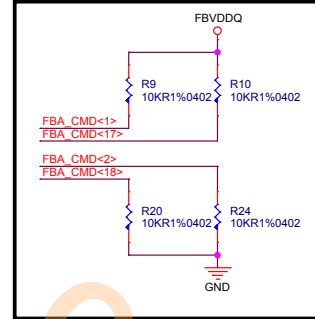 FBVDDQ
R9
10KR1%0402
R10
10KR1%0402
FBA_CMD<1>
FBA_CMD<17>
FBA_CMD<2>
FBA_CMD<18>
R20
10KR1%0402
R24
10KR1%0402
GND